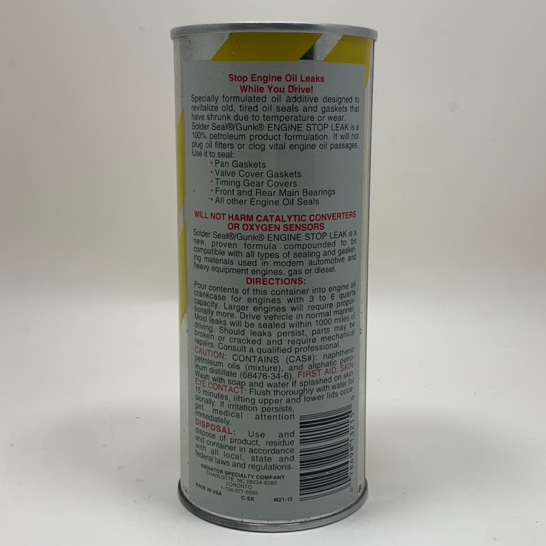 Stop Engine Oil Leaks
While You Drive!
Specially formulated oil additive designed to
revitalize old, tired oil seals and gaskets that
have shrunk due to temperature or wear.
Solder Seal®/Gunk® ENGINE STOP LEAK is a
100% petroleum product formulation. It will not
plug oil filters or clog vital engine oil passages.
Use it to seal:
• Pan Gaskets
• Valve Cover Gaskets
• Timing Gear Covers
• Front and Rear Main Bearings
• All other Engine Oil Seals
WILL NOT HARM CATALYTIC CONVERTERS
OR OXYGEN SENSORS
Solder Seal®/Gunk® ENGINE STOP LEAK is a
new, proven formula compounded to be
compatible with all types of sealing and gasket-
ing materials used in modern automotive and
heavy equipment engines, gas or diesel.
DIRECTIONS:
Pour contents of this container into engine oil
crankcase for engines with 3 to 6 quarts
capacity. Larger engines will require propor-
tionally more. Drive vehicle in normal manner.
Most leaks will be sealed within 1000 miles of
driving. Should leaks persist, parts may be
broken or cracked and require mechanical
repairs. Consult a qualified professional.
CAUTION: CONTAINS (CAS#): naphthenic
petroleum oils (mixture), and aliphatic petro-
leum distillate (68476-34-6). FIRST AID: SKIN:
Wash with soap and water if splashed on skin.
EYE CONTACT: Flush thoroughly with water for
15 minutes, lifting upper and lower lids occa-
sionally. If irritation persists,
get medical attention
immediately.
DISPOSAL: Use and
dispose of product, residue
and container in accordance
with all local, state and
federal laws and regulations.
RADIATOR SPECIALTY COMPANY
CHARLOTTE, NC 28234-6080
TORONTO
1-704-377-6555
MADE IN USA C-SK M21-15